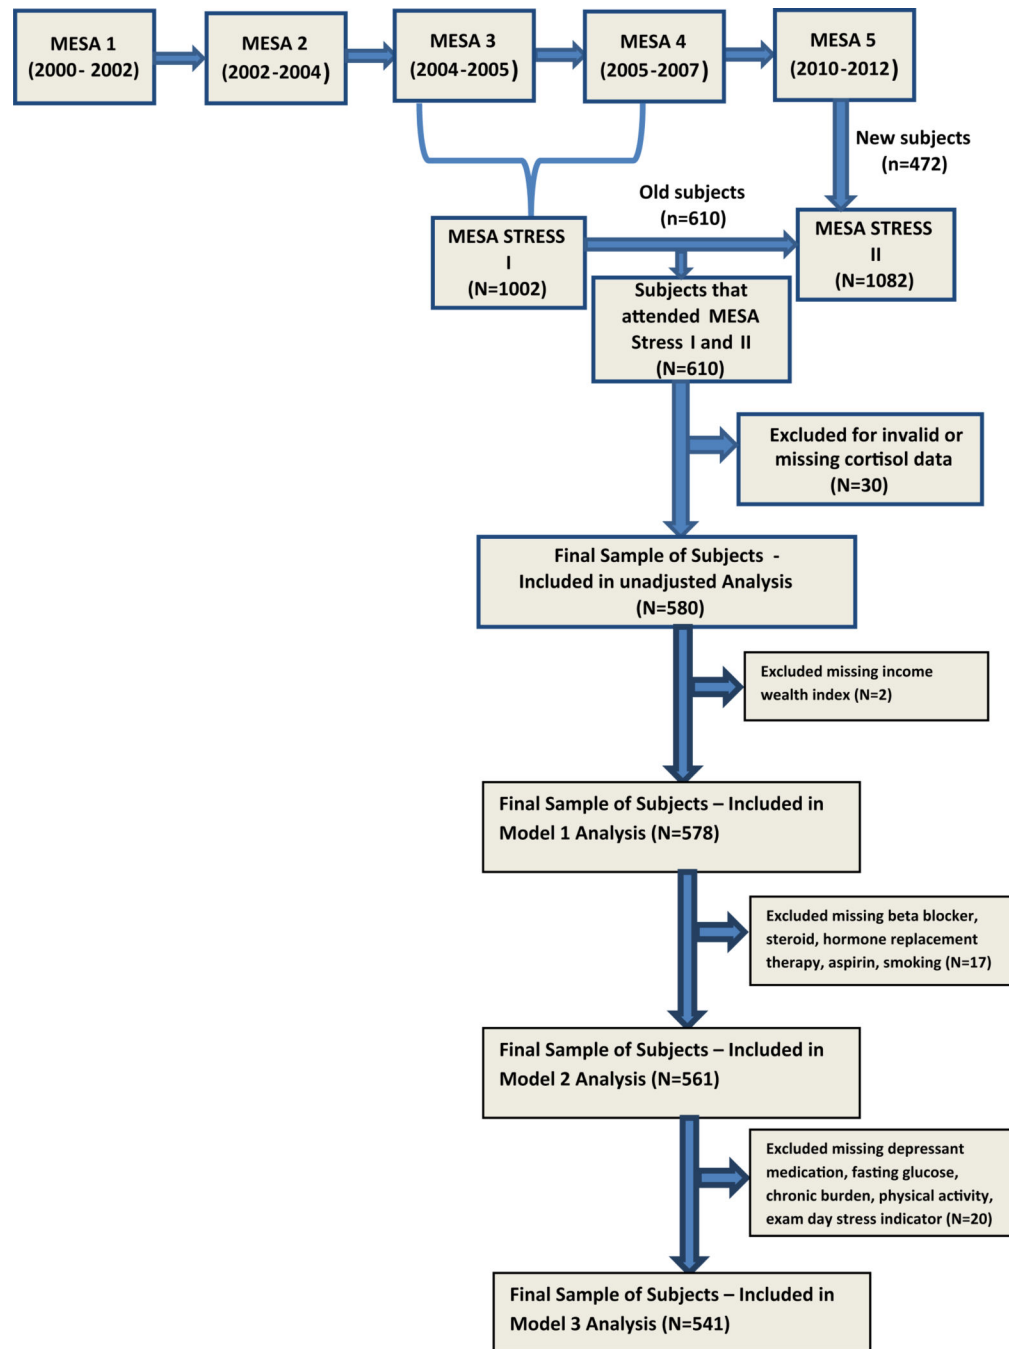 MESA 1
(2000- 2002)
MESA 2
(2002-2004)
MESA 3
(2004-2005)
MESA 4
(2005-2007)
MESA 5
(2010-2012)
New subjects
(n=472)
Old subjects
(n=610)
MESA STRESS
I
(N=1002)
MESA STRESS
II
(N=1082)
Subjects that
attended MESA
Stress I and II
(N=610)
Excluded for invalid or
missing cortisol data
(N=30)
Final Sample of Subjects -
Included in unadjusted Analysis
(N=580)
Excluded missing income
wealth index (N=2)
Final Sample of Subjects – Included in
Model 1 Analysis (N=578)
Excluded missing beta blocker,
steroid, hormone replacement
therapy, aspirin, smoking (N=17)
Final Sample of Subjects – Included in
Model 2 Analysis (N=561)
Excluded missing depressant
medication, fasting glucose,
chronic burden, physical activity,
exam day stress indicator (N=20)
Final Sample of Subjects – Included in
Model 3 Analysis (N=541)